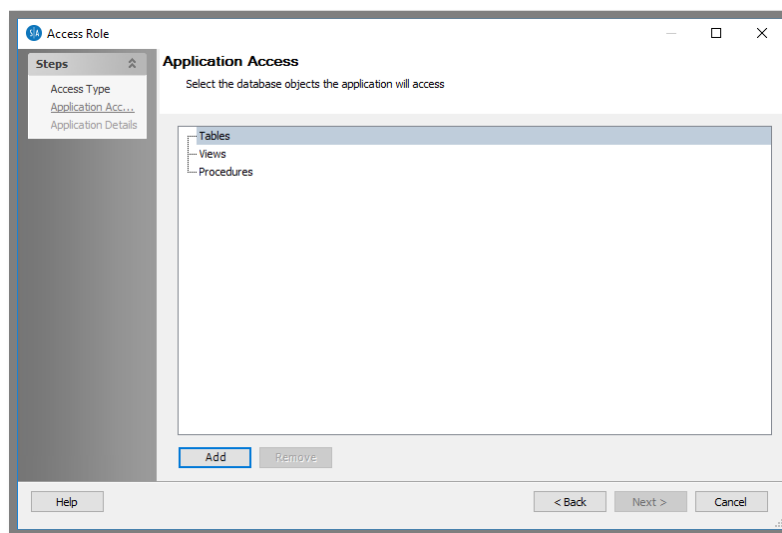 S/A Access Role
Steps
Access Type
Application Acc...
Application Details
Application Access
Select the database objects the application will access
Tables
Views
Procedures
Add
Remove
Help
< Back
Next >
Cancel